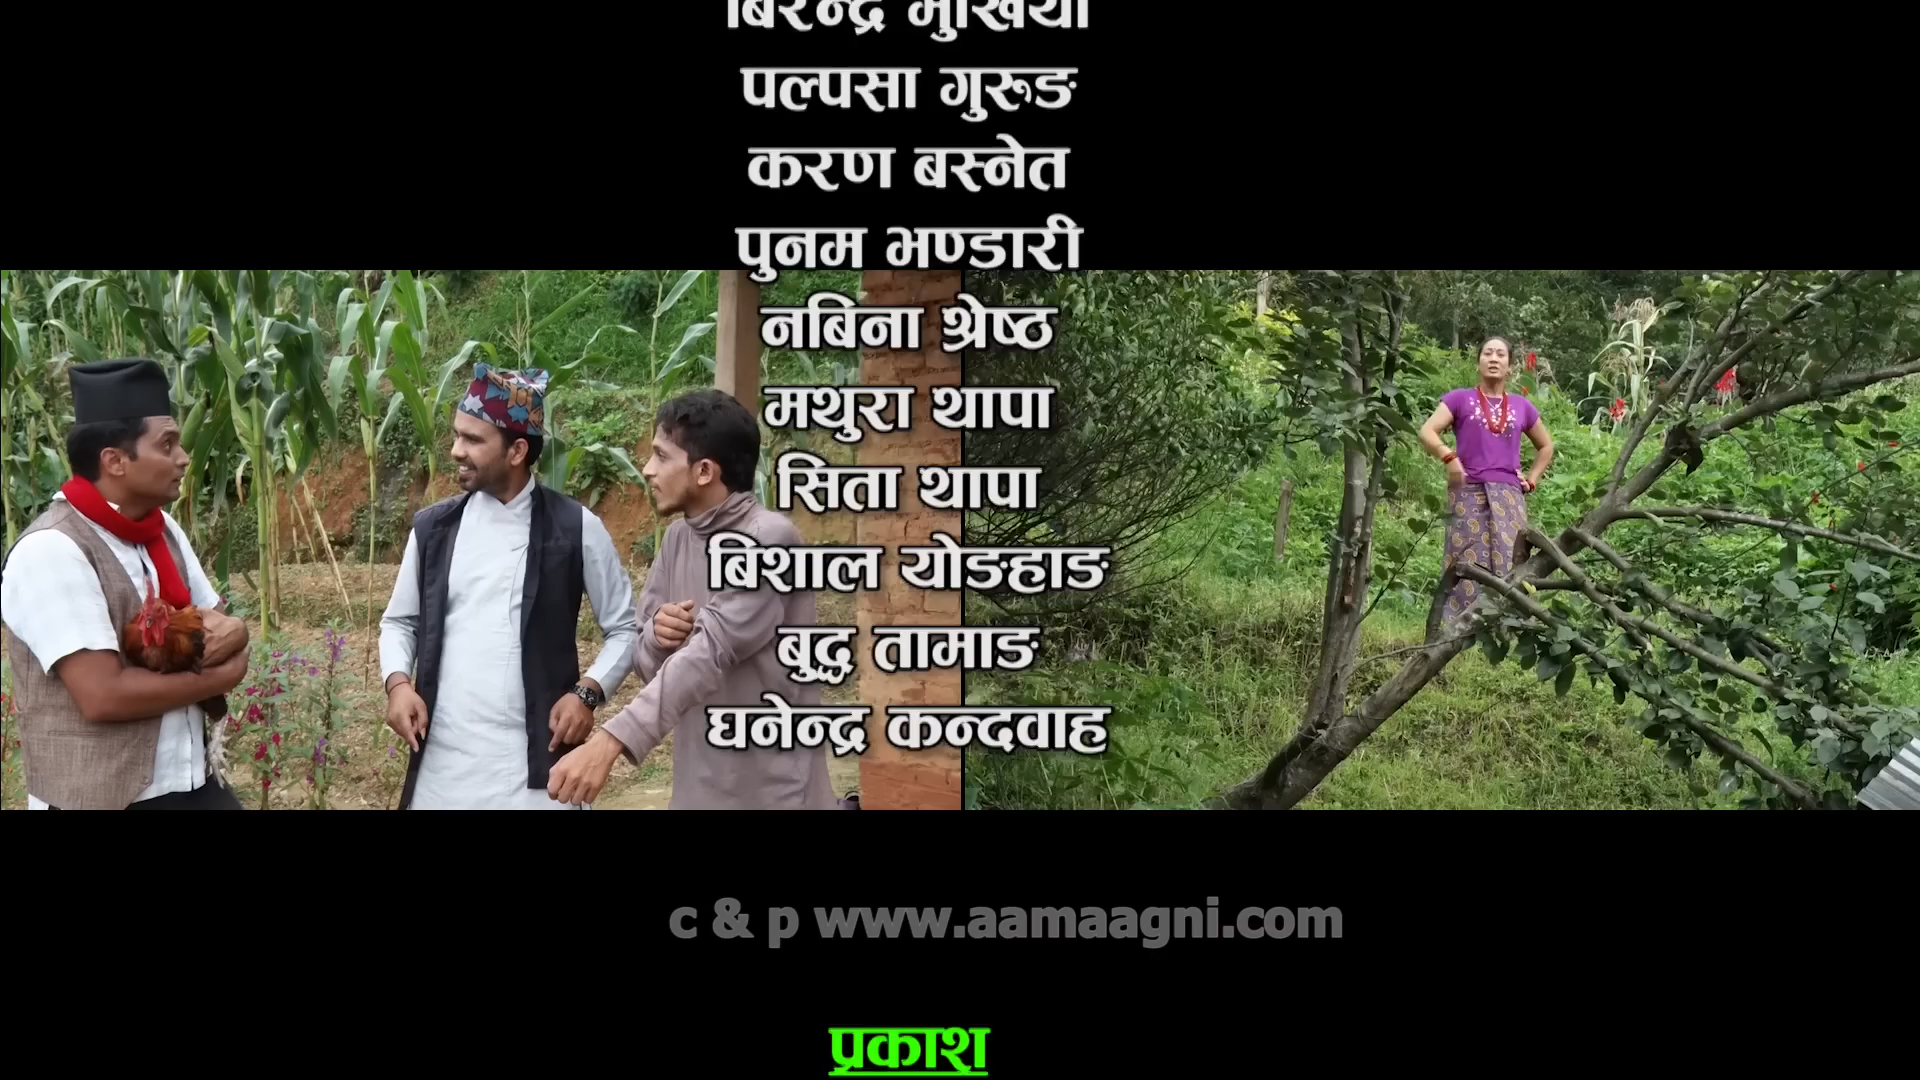 बिरेन्द्र मुखिया
पल्पसा गुरुङ
करण बस्नेत
पुनम भण्डारी
नबिना श्रेष्ठ
मथुरा थापा
सिता थापा
बिशाल योङहाङ
बुद्ध तामाङ
घनेन्द्र कन्दवाह
c & p www.aamaagni.com
प्रकाश